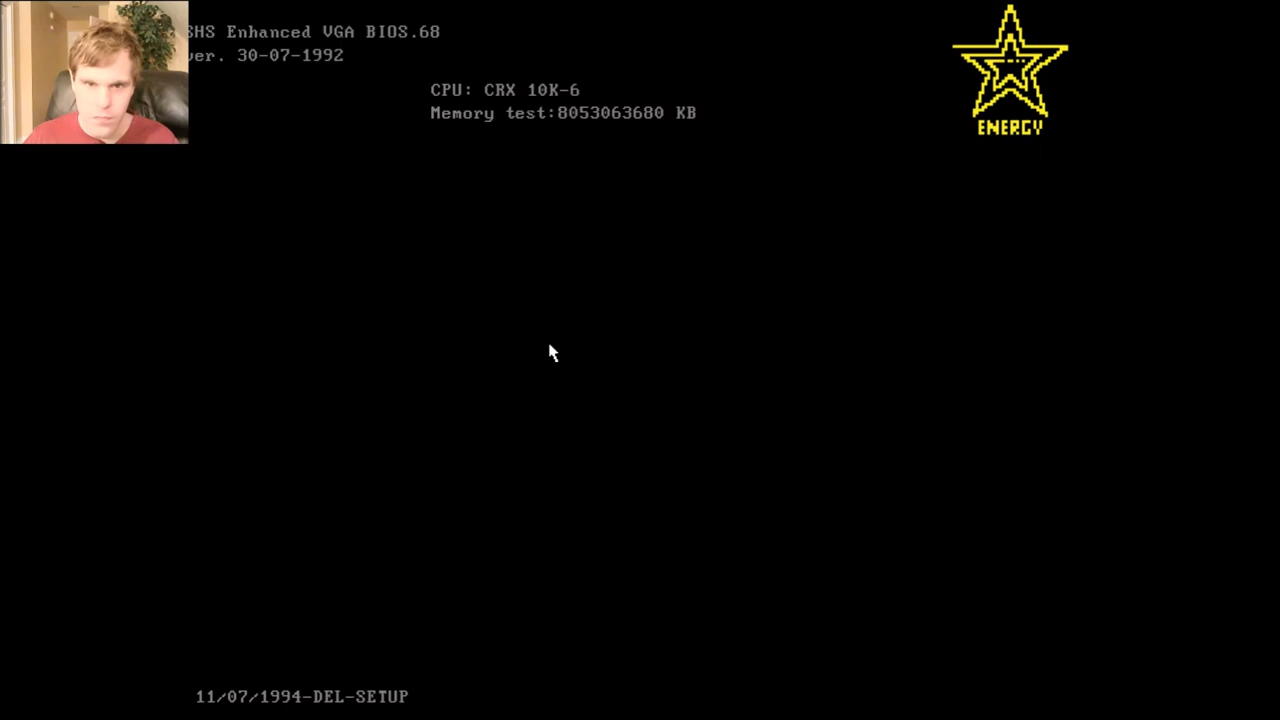 SHS Enhanced VGA BIOS.68
ver. 30-07-1992
CPU: CRX 10K-6
Memory test:8053063680 KB
ENERGY
11/07/1994-DEL-SETUP